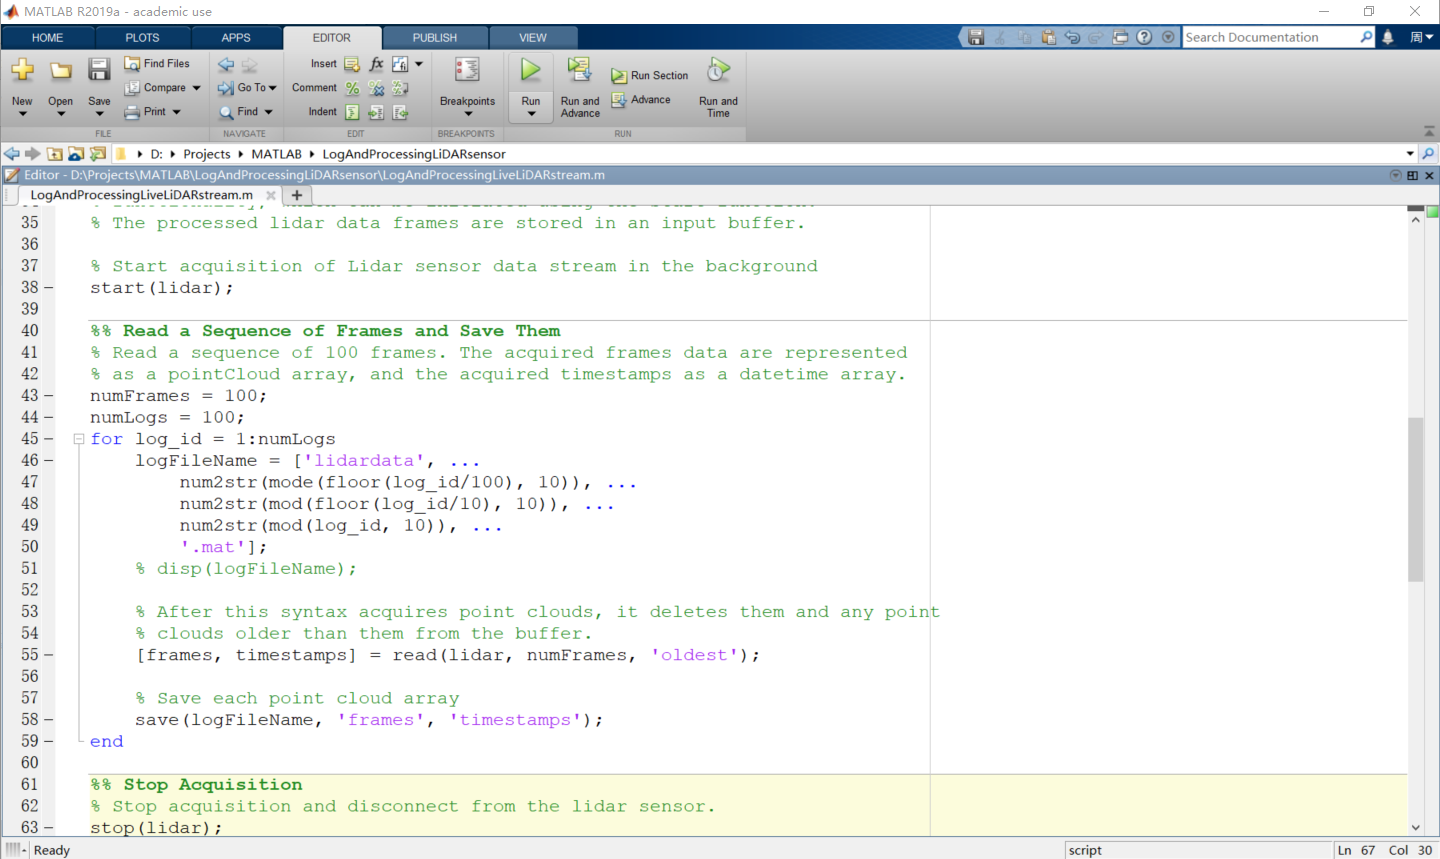 MATLAB R2019a - academic use
HOME PLOTS APPS EDITOR PUBLISH VIEW
Search Documentation 周
New Open Save Find Files Compare Print
Go To Find
Insert fx Comment Indent
Breakpoints
Run Run and Advance Run Section Advance Run and Time
FILE NAVIGATE EDIT BREAKPOINTS RUN
D: Projects MATLAB LogAndProcessingLiDARsensor
Editor - D:\Projects\MATLAB\LogAndProcessingLiDARsensor\LogAndProcessingLiveLiDARstream.m
LogAndProcessingLiveLiDARstream.m +
35 % The processed lidar data frames are stored in an input buffer.
36
37 % Start acquisition of Lidar sensor data stream in the background
38 start(lidar);
39
40 %% Read a Sequence of Frames and Save Them
41 % Read a sequence of 100 frames. The acquired frames data are represented
42 % as a pointCloud array, and the acquired timestamps as a datetime array.
43 numFrames = 100;
44 numLogs = 100;
45 for log_id = 1:numLogs
46 logFileName = ['lidardata', ...
47 num2str(mode(floor(log_id/100), 10)), ...
48 num2str(mod(floor(log_id/10), 10)), ...
49 num2str(mod(log_id, 10)), ...
50 '.mat'];
51 % disp(logFileName);
52
53 % After this syntax acquires point clouds, it deletes them and any point
54 % clouds older than them from the buffer.
55 [frames, timestamps] = read(lidar, numFrames, 'oldest');
56
57 % Save each point cloud array
58 save(logFileName, 'frames', 'timestamps');
59 end
60
61 %% Stop Acquisition
62 % Stop acquisition and disconnect from the lidar sensor.
63 stop(lidar);
Ready script Ln 67 Col 30